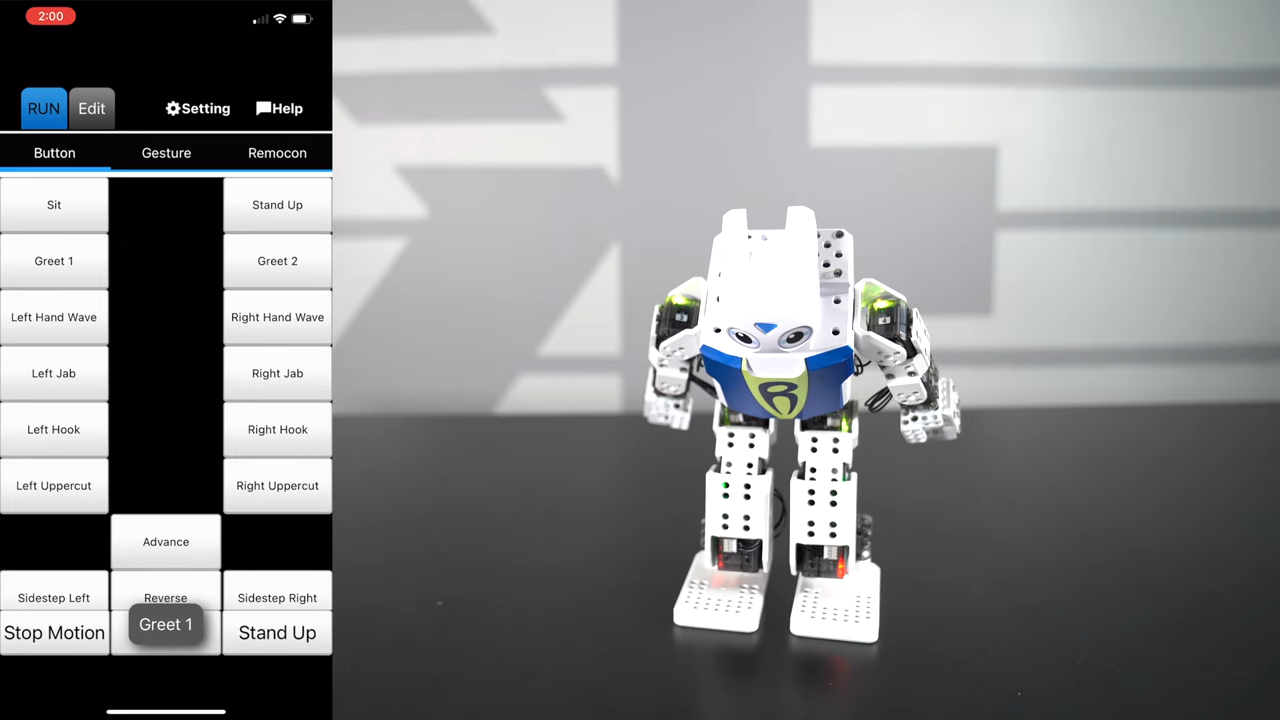 2:00
RUN Edit Setting Help
Button Gesture Remocon
Sit Stand Up
Greet 1 Greet 2
Left Hand Wave Right Hand Wave
Left Jab Right Jab
Left Hook Right Hook
Left Uppercut Right Uppercut
Advance
Sidestep Left Reverse Sidestep Right
Stop Motion Greet 1 Stand Up
R